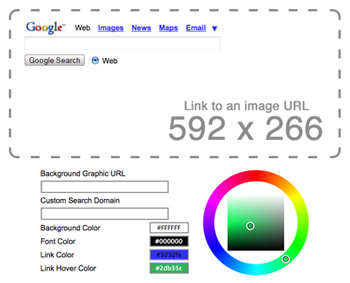 Google™ Web Images News Maps Email ▼
Google Search Web
Link to an image URL
592 x 266
Background Graphic URL
Custom Search Domain
Background Color #FFFFFF
Font Color #000000
Link Color #3232fe
Link Hover Color #2db35c